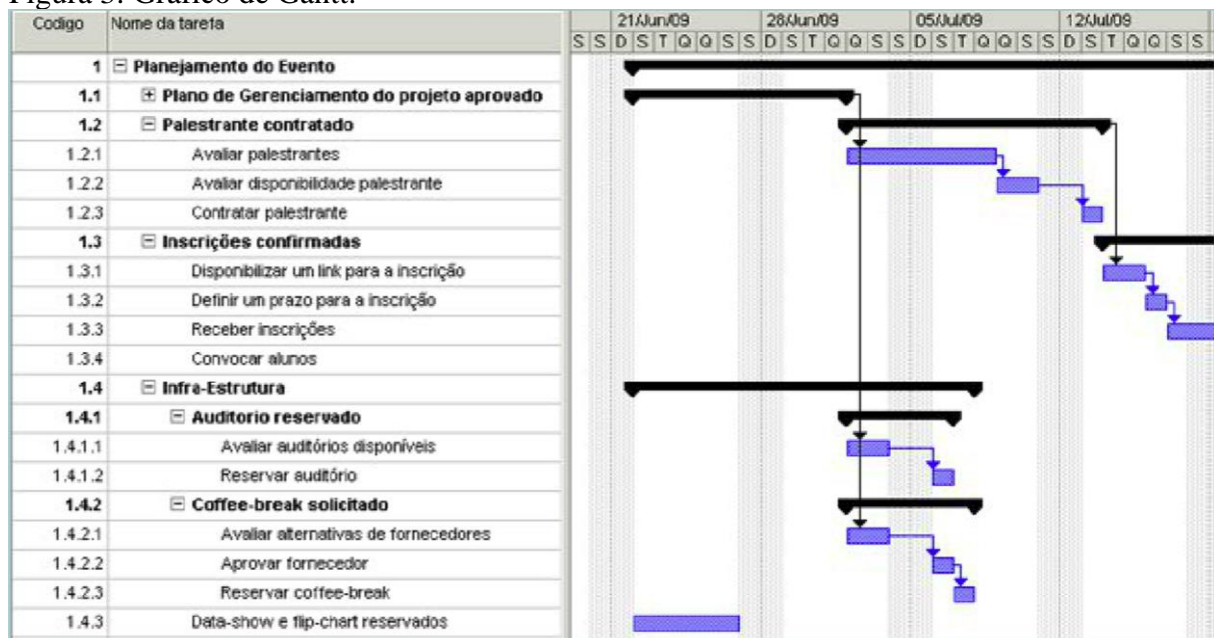 Figura 3: Gráfico de Gantt.
Codigo Nome da tarefa 21/Jun/09 28/Jun/09 05/Jul/09 12/Jul/09
S S D S T Q Q S S D S T Q Q S S D S T Q Q S S D S T Q Q S S
1 Planejamento do Evento
1.1 Plano de Gerenciamento do projeto aprovado
1.2 Palestrante contratado
1.2.1 Avaliar palestrantes
1.2.2 Avaliar disponibilidade palestrante
1.2.3 Contratar palestrante
1.3 Inscrições confirmadas
1.3.1 Disponibilizar um link para a inscrição
1.3.2 Definir um prazo para a inscrição
1.3.3 Receber inscrições
1.3.4 Convocar alunos
1.4 Infra-Estrutura
1.4.1 Auditorio reservado
1.4.1.1 Avaliar auditórios disponíveis
1.4.1.2 Reservar auditório
1.4.2 Coffee-break solicitado
1.4.2.1 Avaliar alternativas de fornecedores
1.4.2.2 Aprovar fornecedor
1.4.2.3 Reservar coffee-break
1.4.3 Data-show e flip-chart reservados